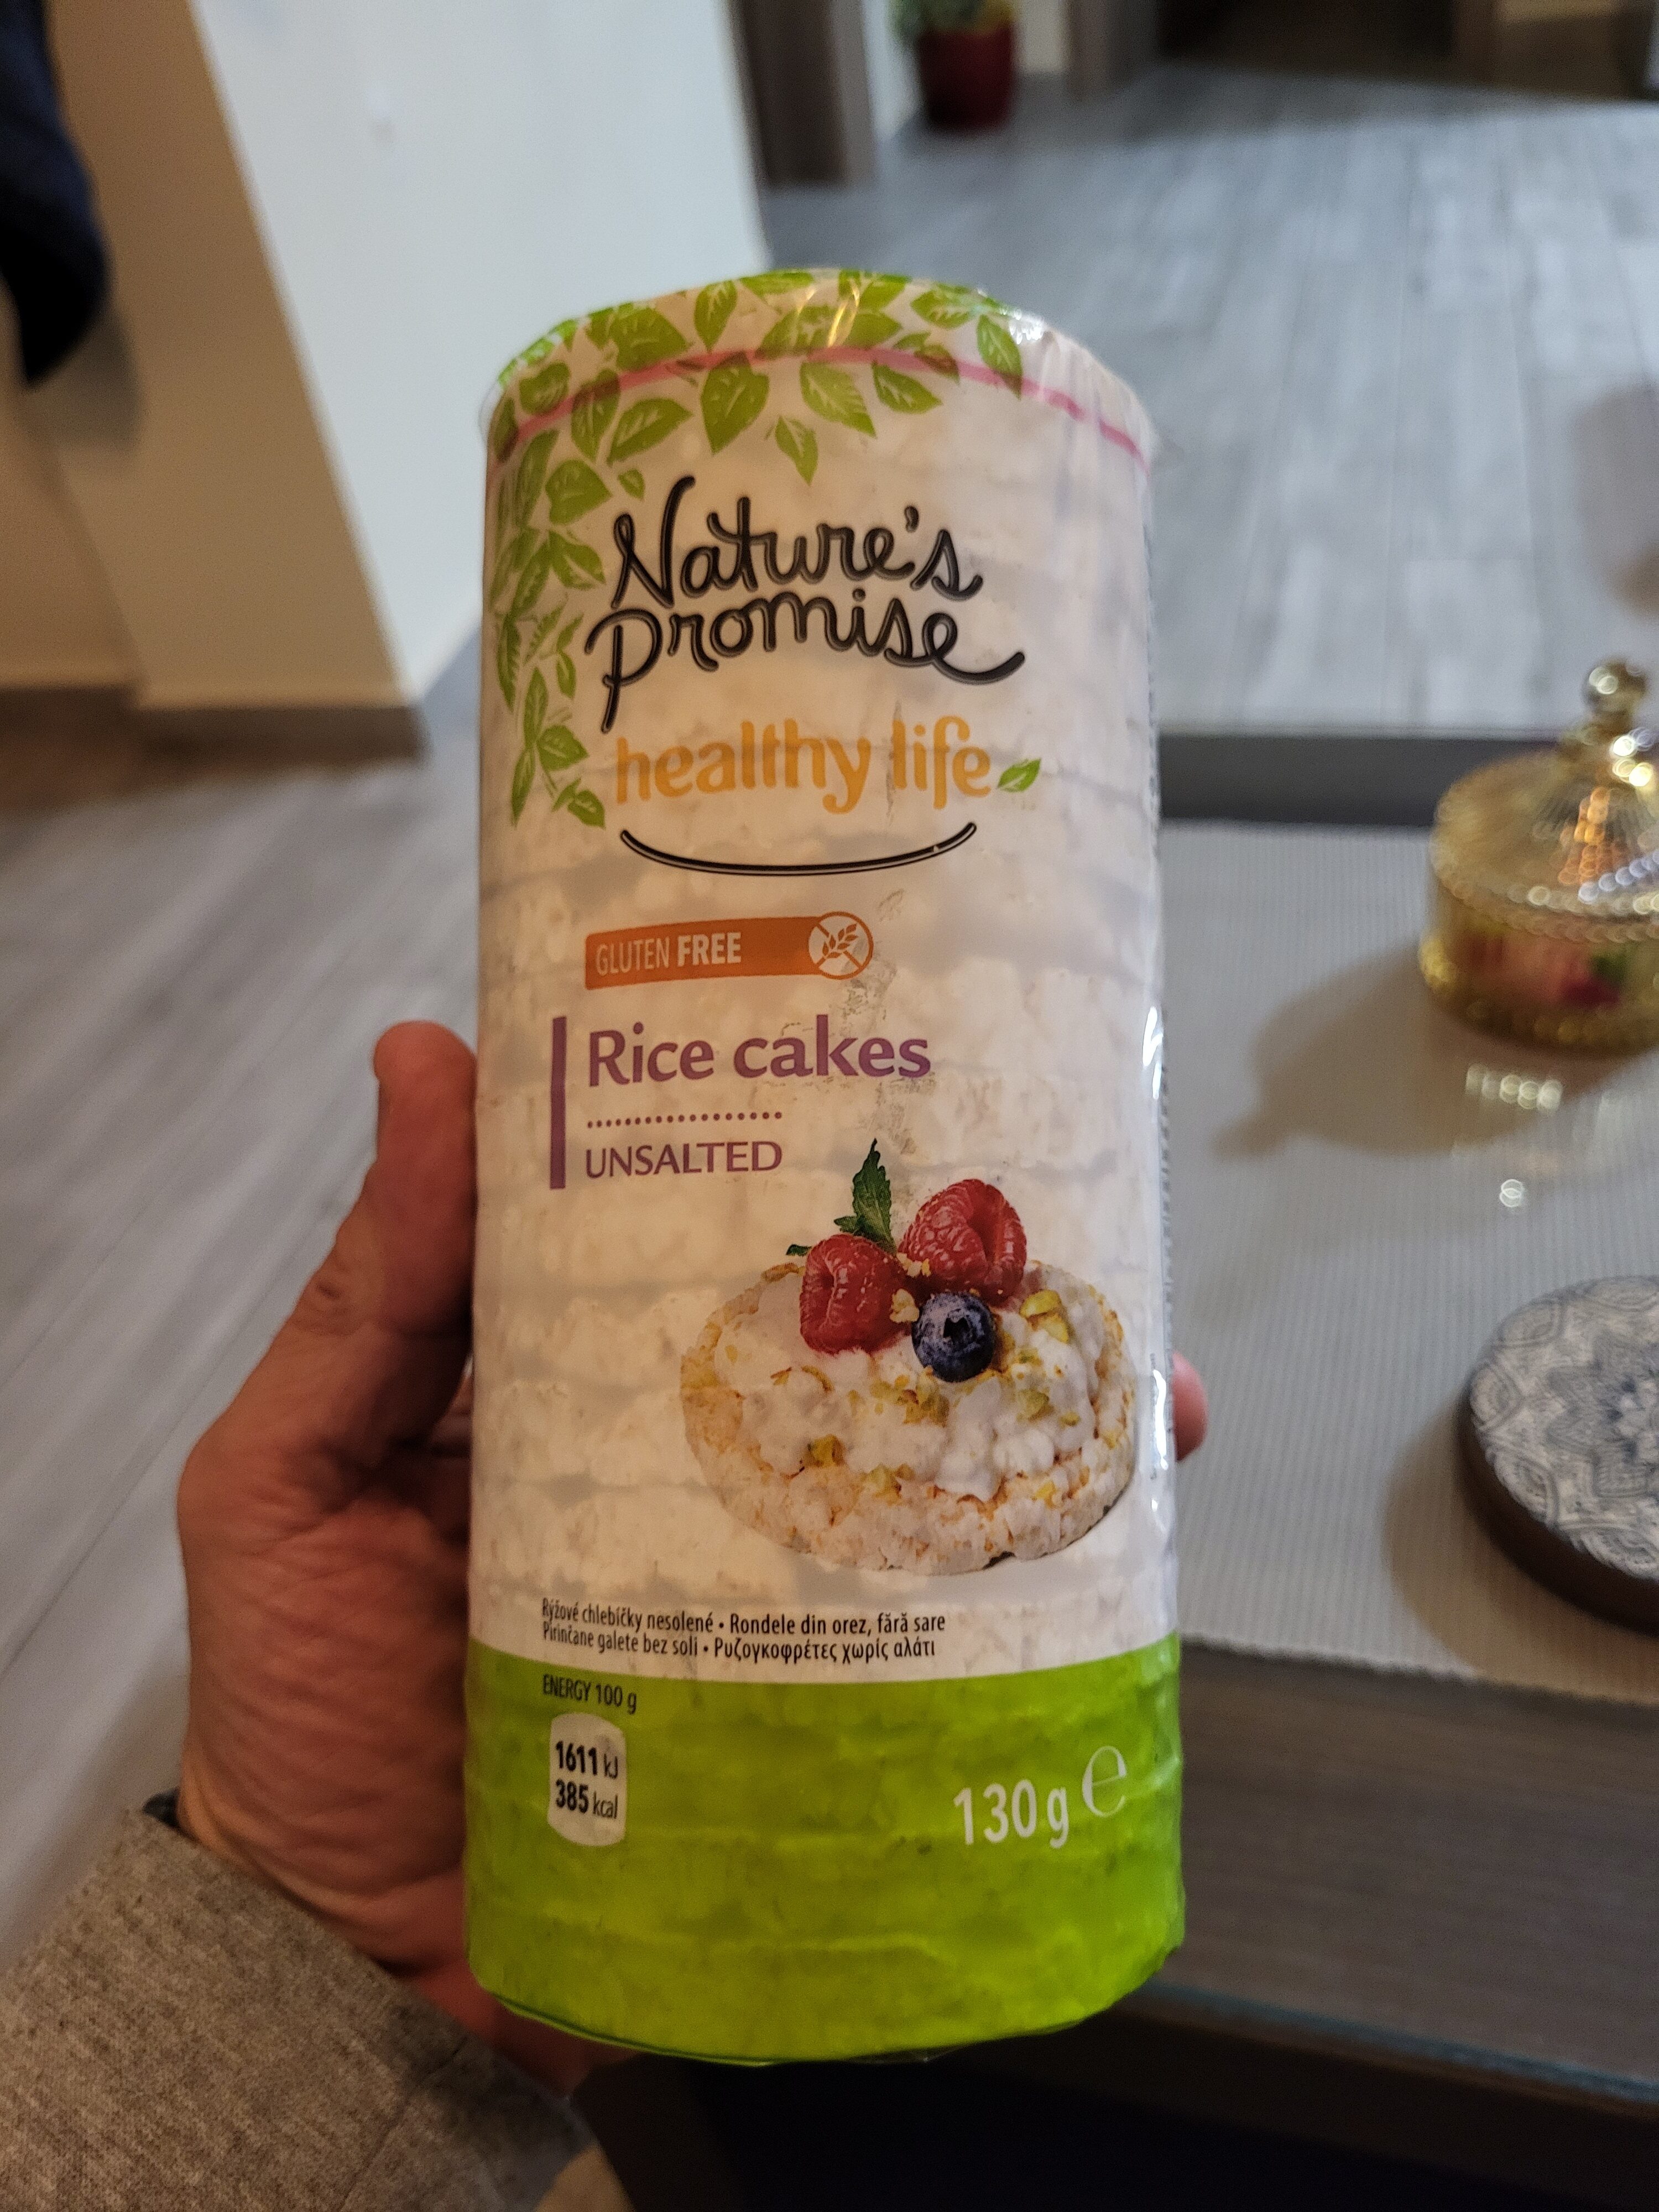 Nature's
Promise
healthy life
GLUTEN FREE
Rice cakes
UNSALTED
Rýžové chlebíčky nesolené • Rondele din orez, fără sare
Pirinčane galete bez soli • Ρυζογκοφρέτες χωρίς αλάτι
ENERGY 100 g
1611 kJ
385 kcal
130 g ℮